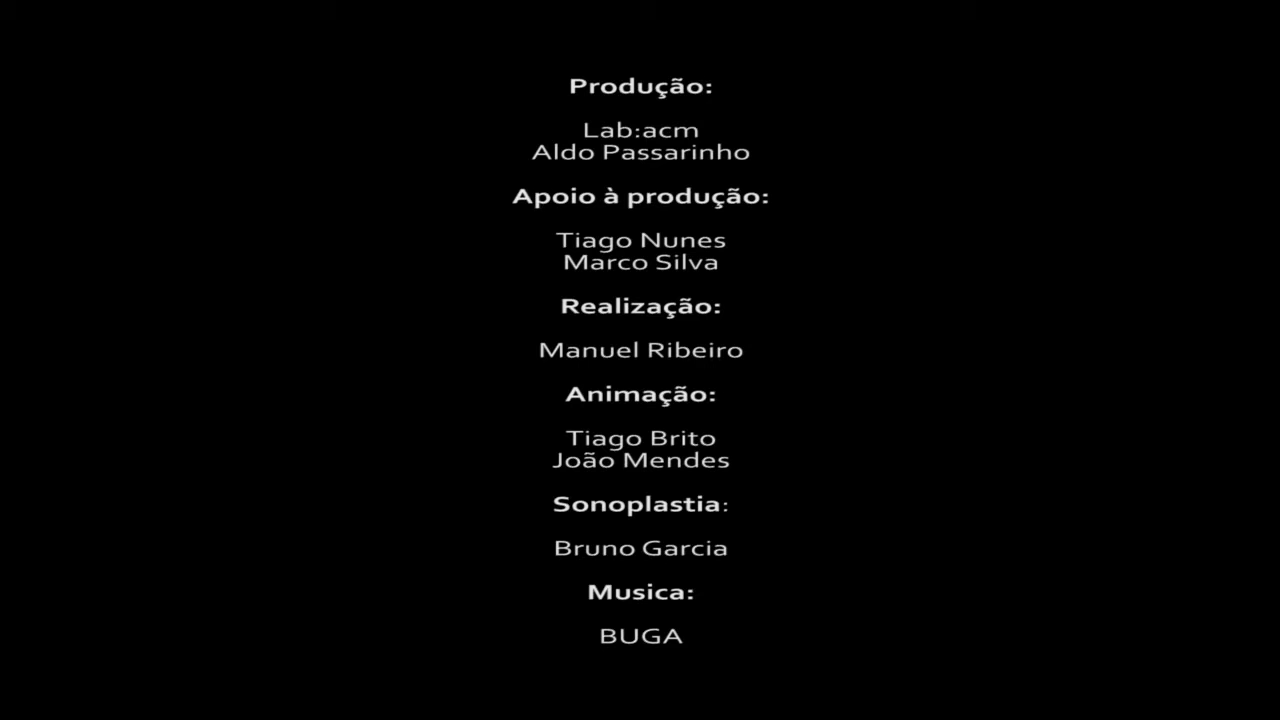 Produção:
Lab:acm
Aldo Passarinho
Apoio à produção:
Tiago Nunes
Marco Silva
Realização:
Manuel Ribeiro
Animação:
Tiago Brito
João Mendes
Sonoplastia:
Bruno Garcia
Musica:
BUGA